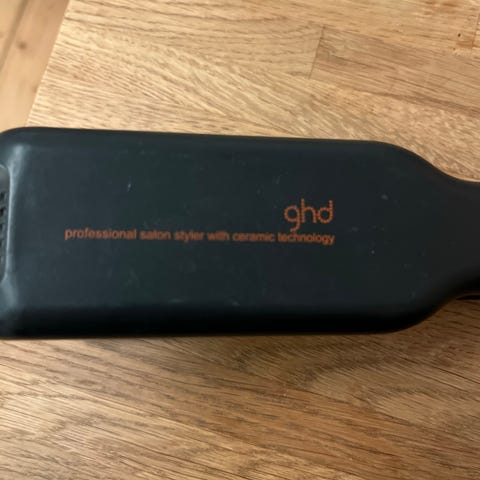 ghd
professional salon styler with ceramic technology